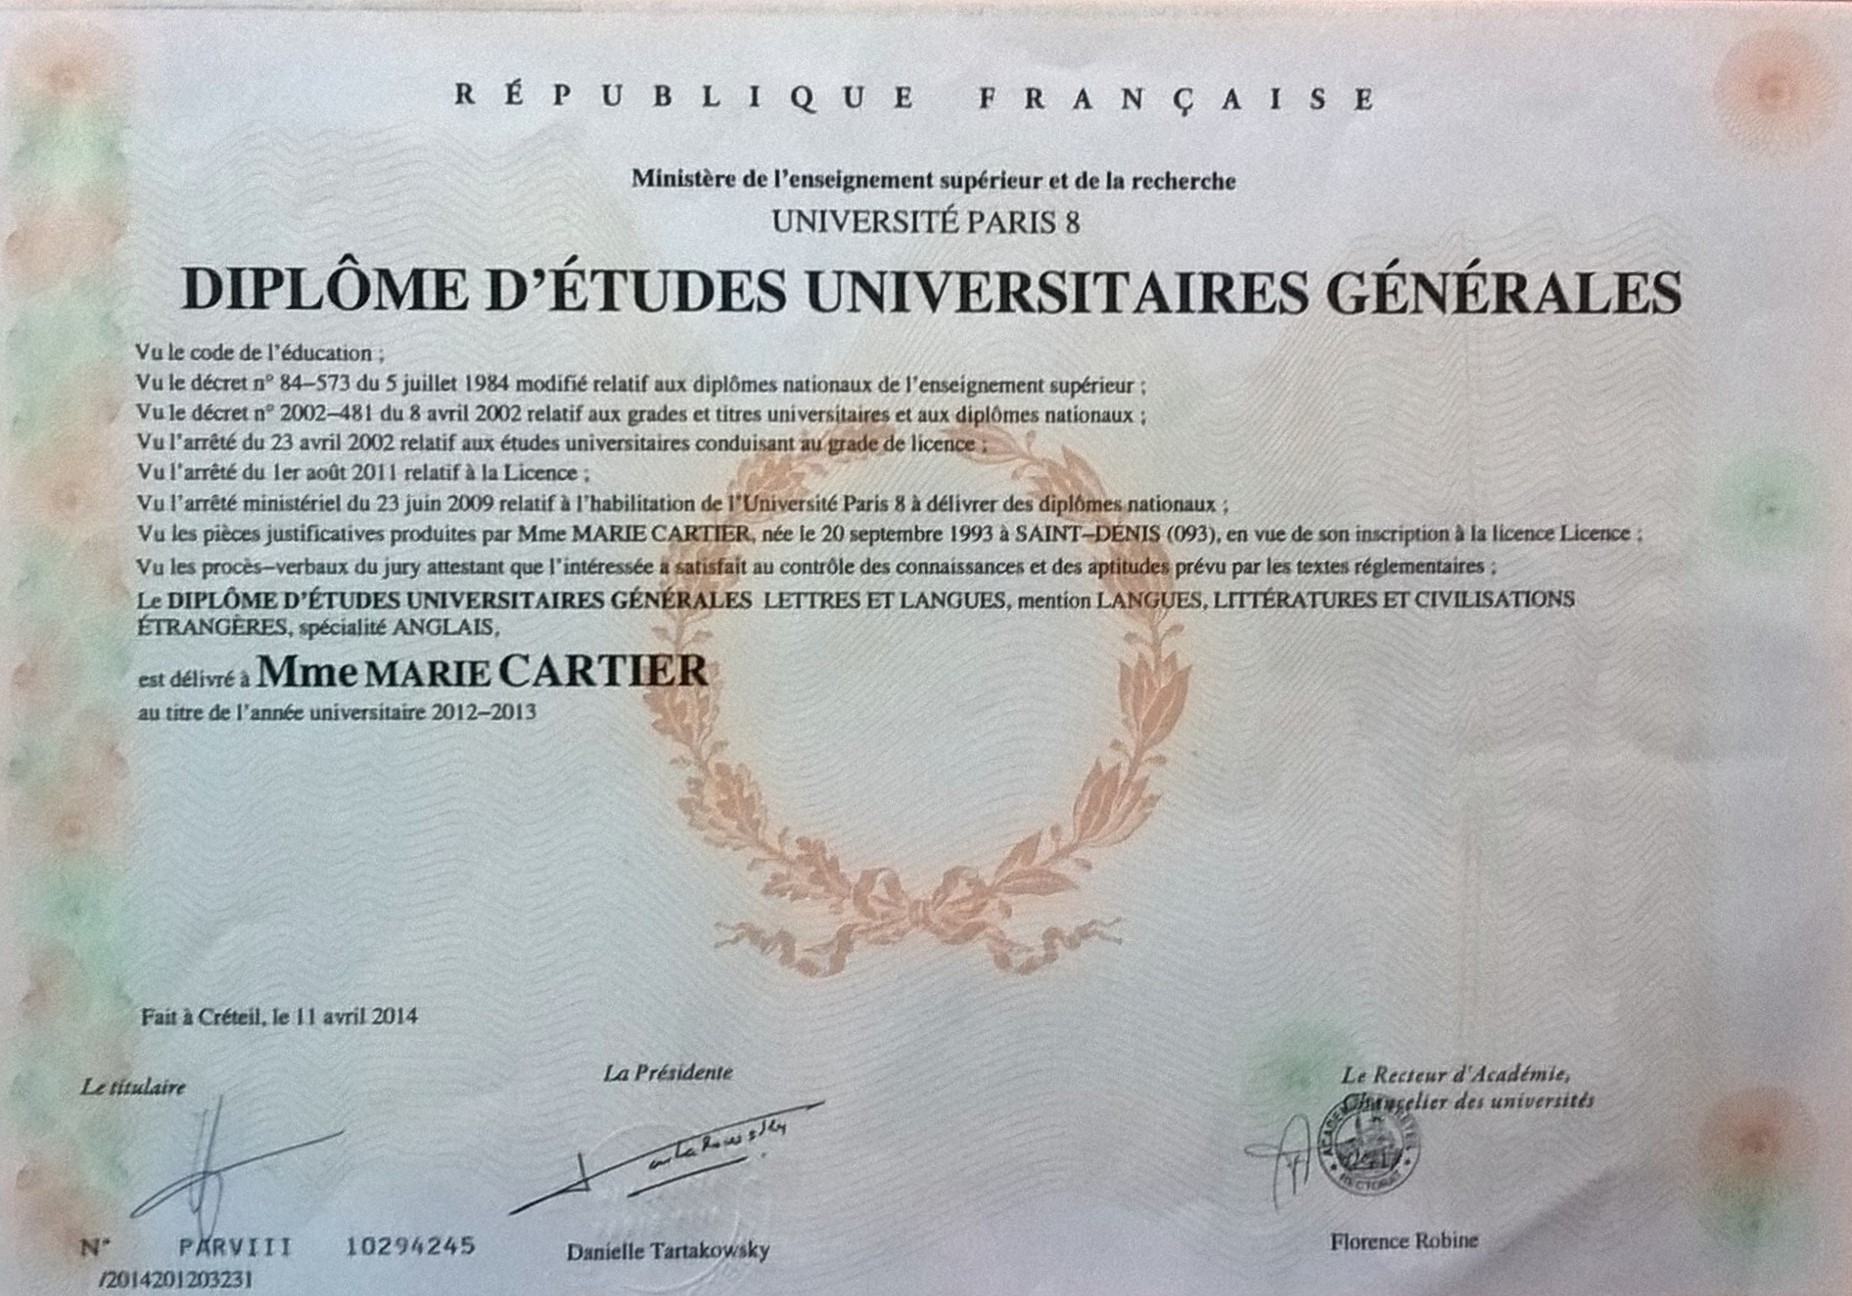 RÉPUBLIQUE FRANÇAISE
Ministère de l'enseignement supérieur et de la recherche
UNIVERSITÉ PARIS 8
DIPLÔME D'ÉTUDES UNIVERSITAIRES GÉNÉRALES
Vu le code de l'éducation ;
Vu le décret n° 84–573 du 5 juillet 1984 modifié relatif aux diplômes nationaux de l'enseignement supérieur ;
Vu le décret n° 2002–481 du 8 avril 2002 relatif aux grades et titres universitaires et aux diplômes nationaux ;
Vu l'arrêté du 23 avril 2002 relatif aux études universitaires conduisant au grade de licence ;
Vu l'arrêté du 1er août 2011 relatif à la Licence ;
Vu l'arrêté ministériel du 23 juin 2009 relatif à l'habilitation de l'Université Paris 8 à délivrer des diplômes nationaux ;
Vu les pièces justificatives produites par Mme MARIE CARTIER, née le 20 septembre 1993 à SAINT–DENIS (093), en vue de son inscription à la licence Licence ;
Vu les procès–verbaux du jury attestant que l'intéressée a satisfait au contrôle des connaissances et des aptitudes prévu par les textes réglementaires ;
Le DIPLÔME D'ÉTUDES UNIVERSITAIRES GÉNÉRALES LETTRES ET LANGUES, mention LANGUES, LITTÉRATURES ET CIVILISATIONS
ÉTRANGÈRES, spécialité ANGLAIS,
est délivré à Mme MARIE CARTIER
au titre de l'année universitaire 2012–2013
Fait à Créteil, le 11 avril 2014
Le titulaire
La Présidente
Le Recteur d'Académie,
Chancelier des universités
RECTORAT
N° PARVIII 10294245
/2014201203231
Danielle Tartakowsky
Florence Robine